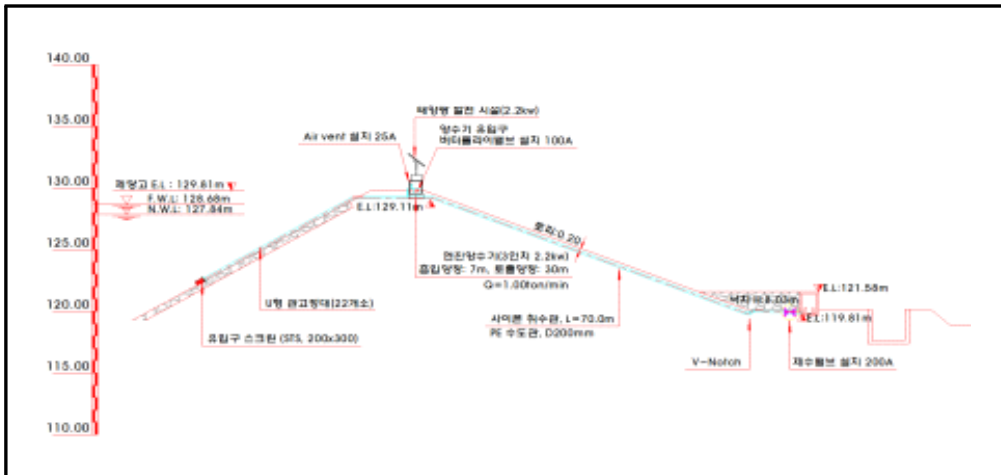 140.00
135.00
130.00
125.00
120.00
115.00
110.00
태양광 발전 시설(2.2kw)
Air vent 설치 25A
양수기 유입구
버터플라이밸브 설치 100A
제당고 E.L : 129.81m
F.W.L: 128.68m
N.W.L: 127.84m
E.L:129.11m
토피:0.20
엔진양수기(3인치 2.2kw)
흡입양정: 7m, 토출양정: 30m
Q=1.00ton/min
U형 관고정대(22개소)
유입구 스크린 (STS, 200x300)
사이폰 취수관, L=70.0m
PE 수도관, D200mm
E.L:121.58m
E.L:119.81m
V-Notch
제수밸브 설치 200A